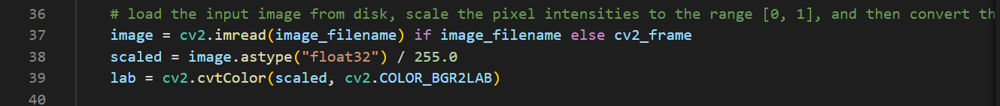 36 # load the input image from disk, scale the pixel intensities to the range [0, 1], and then convert th
37 image = cv2.imread(image_filename) if image_filename else cv2_frame
38 scaled = image.astype("float32") / 255.0
39 lab = cv2.cvtColor(scaled, cv2.COLOR_BGR2LAB)
40